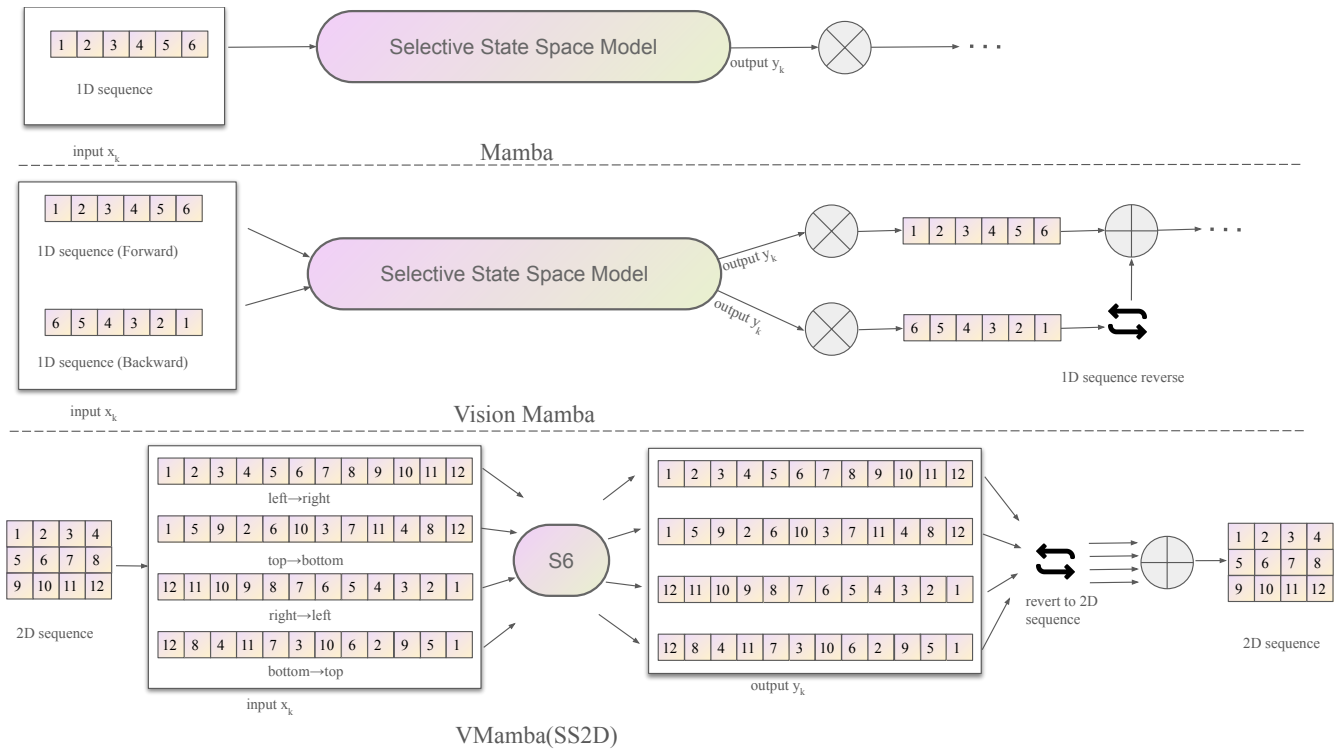 1 2 3 4 5 6
1D sequence
input x_k
Selective State Space Model
output y_k
. . .
Mamba
1 2 3 4 5 6
1D sequence (Forward)
6 5 4 3 2 1
1D sequence (Backward)
input x_k
Selective State Space Model
output y_k
output y_k
1 2 3 4 5 6
. . .
6 5 4 3 2 1
1D sequence reverse
Vision Mamba
1 2 3 4
5 6 7 8
9 10 11 12
2D sequence
1 2 3 4 5 6 7 8 9 10 11 12
left→right
1 5 9 2 6 10 3 7 11 4 8 12
top→bottom
12 11 10 9 8 7 6 5 4 3 2 1
right→left
12 8 4 11 7 3 10 6 2 9 5 1
bottom→top
input x_k
S6
1 2 3 4 5 6 7 8 9 10 11 12
1 5 9 2 6 10 3 7 11 4 8 12
12 11 10 9 8 7 6 5 4 3 2 1
12 8 4 11 7 3 10 6 2 9 5 1
output y_k
revert to 2D
sequence
1 2 3 4
5 6 7 8
9 10 11 12
2D sequence
VMamba(SS2D)